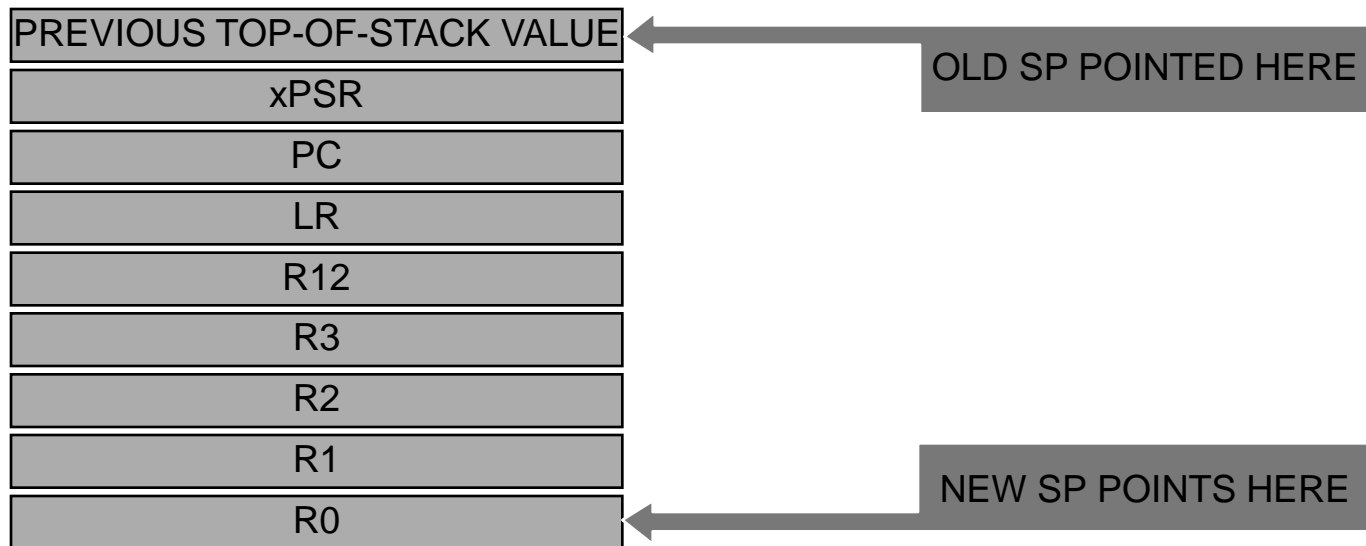 PREVIOUS TOP-OF-STACK VALUE
OLD SP POINTED HERE
xPSR
PC
LR
R12
R3
R2
R1
NEW SP POINTS HERE
R0